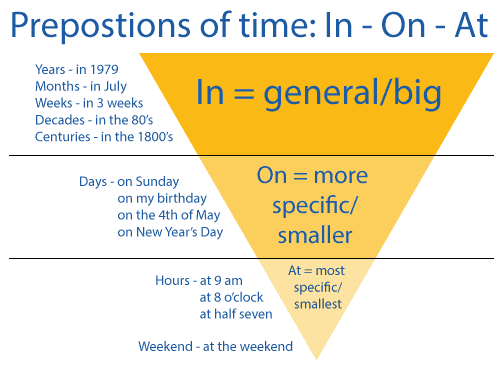 Prepostions of time: In - On - At
Years - in 1979
Months - in July
Weeks - in 3 weeks
Decades - in the 80's
Centuries - in the 1800's
In = general/big
Days - on Sunday
on my birthday
on the 4th of May
on New Year's Day
On = more
specific/
smaller
Hours - at 9 am
at 8 o'clock
at half seven
At = most
specific/
smallest
Weekend - at the weekend